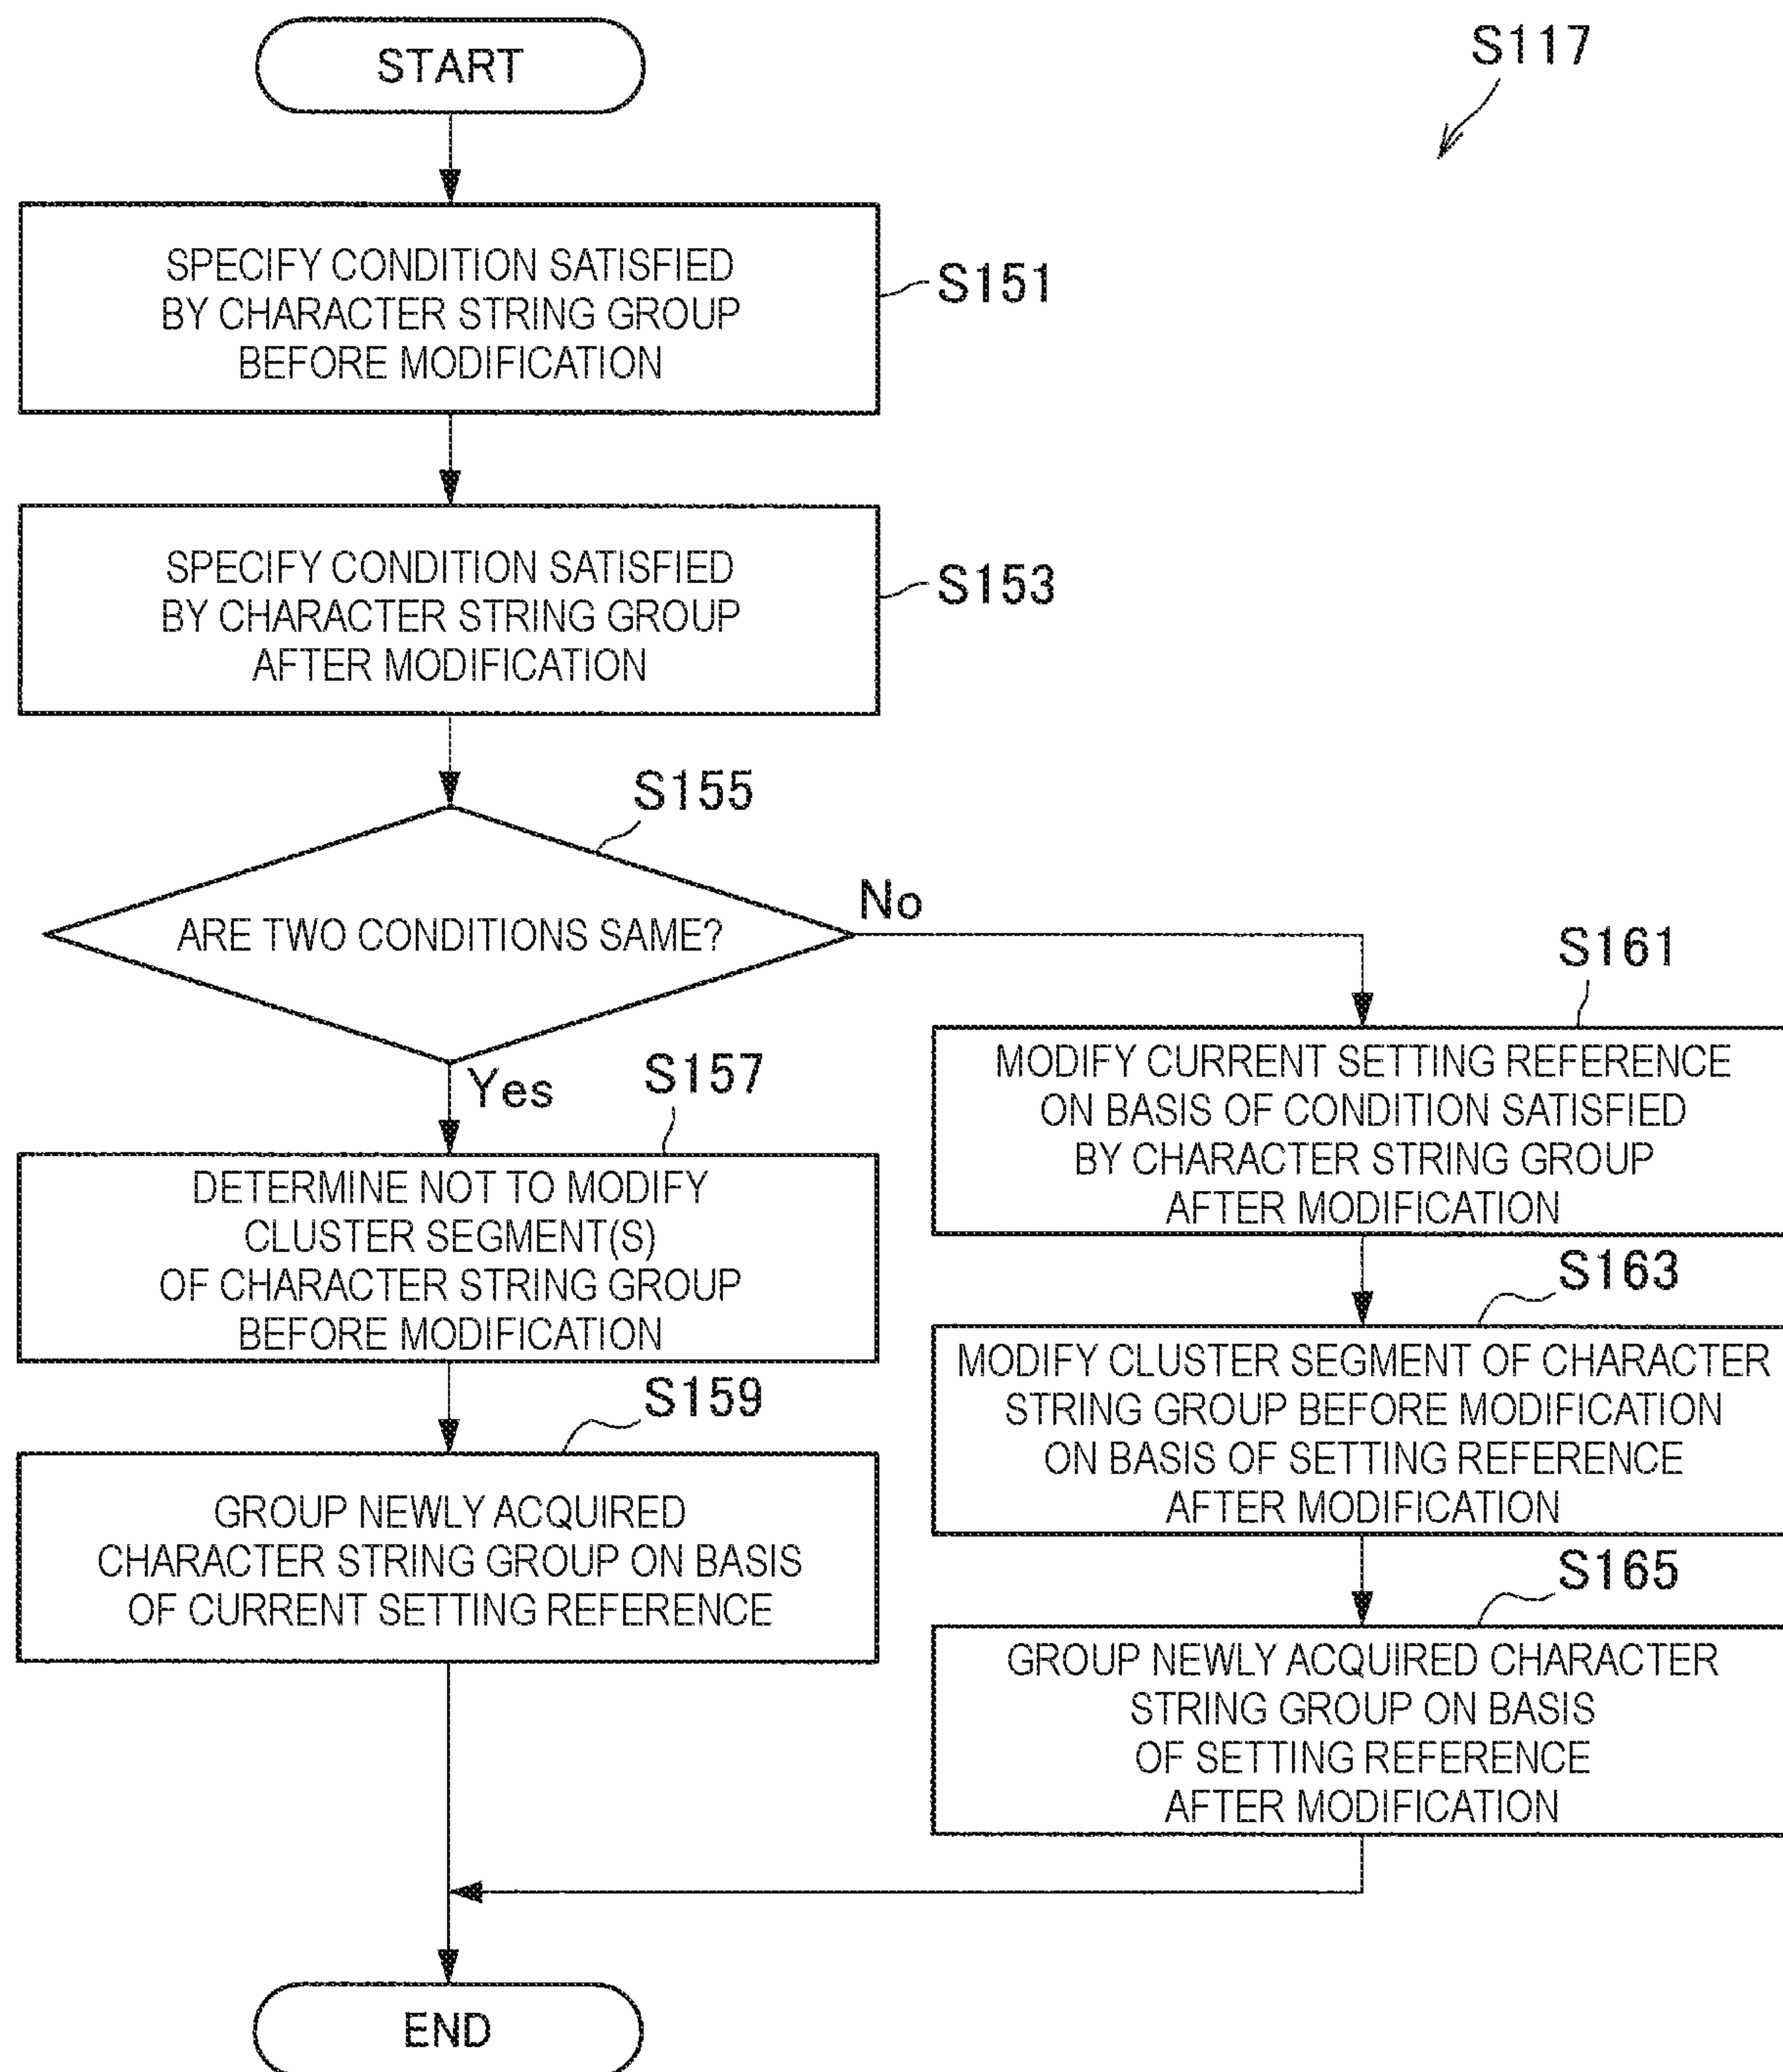 START
S117
SPECIFY CONDITION SATISFIED
BY CHARACTER STRING GROUP
BEFORE MODIFICATION
S151
SPECIFY CONDITION SATISFIED
BY CHARACTER STRING GROUP
AFTER MODIFICATION
S153
S155
ARE TWO CONDITIONS SAME?
No
Yes
S157
DETERMINE NOT TO MODIFY
CLUSTER SEGMENT(S)
OF CHARACTER STRING GROUP
BEFORE MODIFICATION
S159
GROUP NEWLY ACQUIRED
CHARACTER STRING GROUP ON BASIS
OF CURRENT SETTING REFERENCE
S161
MODIFY CURRENT SETTING REFERENCE
ON BASIS OF CONDITION SATISFIED
BY CHARACTER STRING GROUP
AFTER MODIFICATION
S163
MODIFY CLUSTER SEGMENT OF CHARACTER
STRING GROUP BEFORE MODIFICATION
ON BASIS OF SETTING REFERENCE
AFTER MODIFICATION
S165
GROUP NEWLY ACQUIRED CHARACTER
STRING GROUP ON BASIS
OF SETTING REFERENCE
AFTER MODIFICATION
END